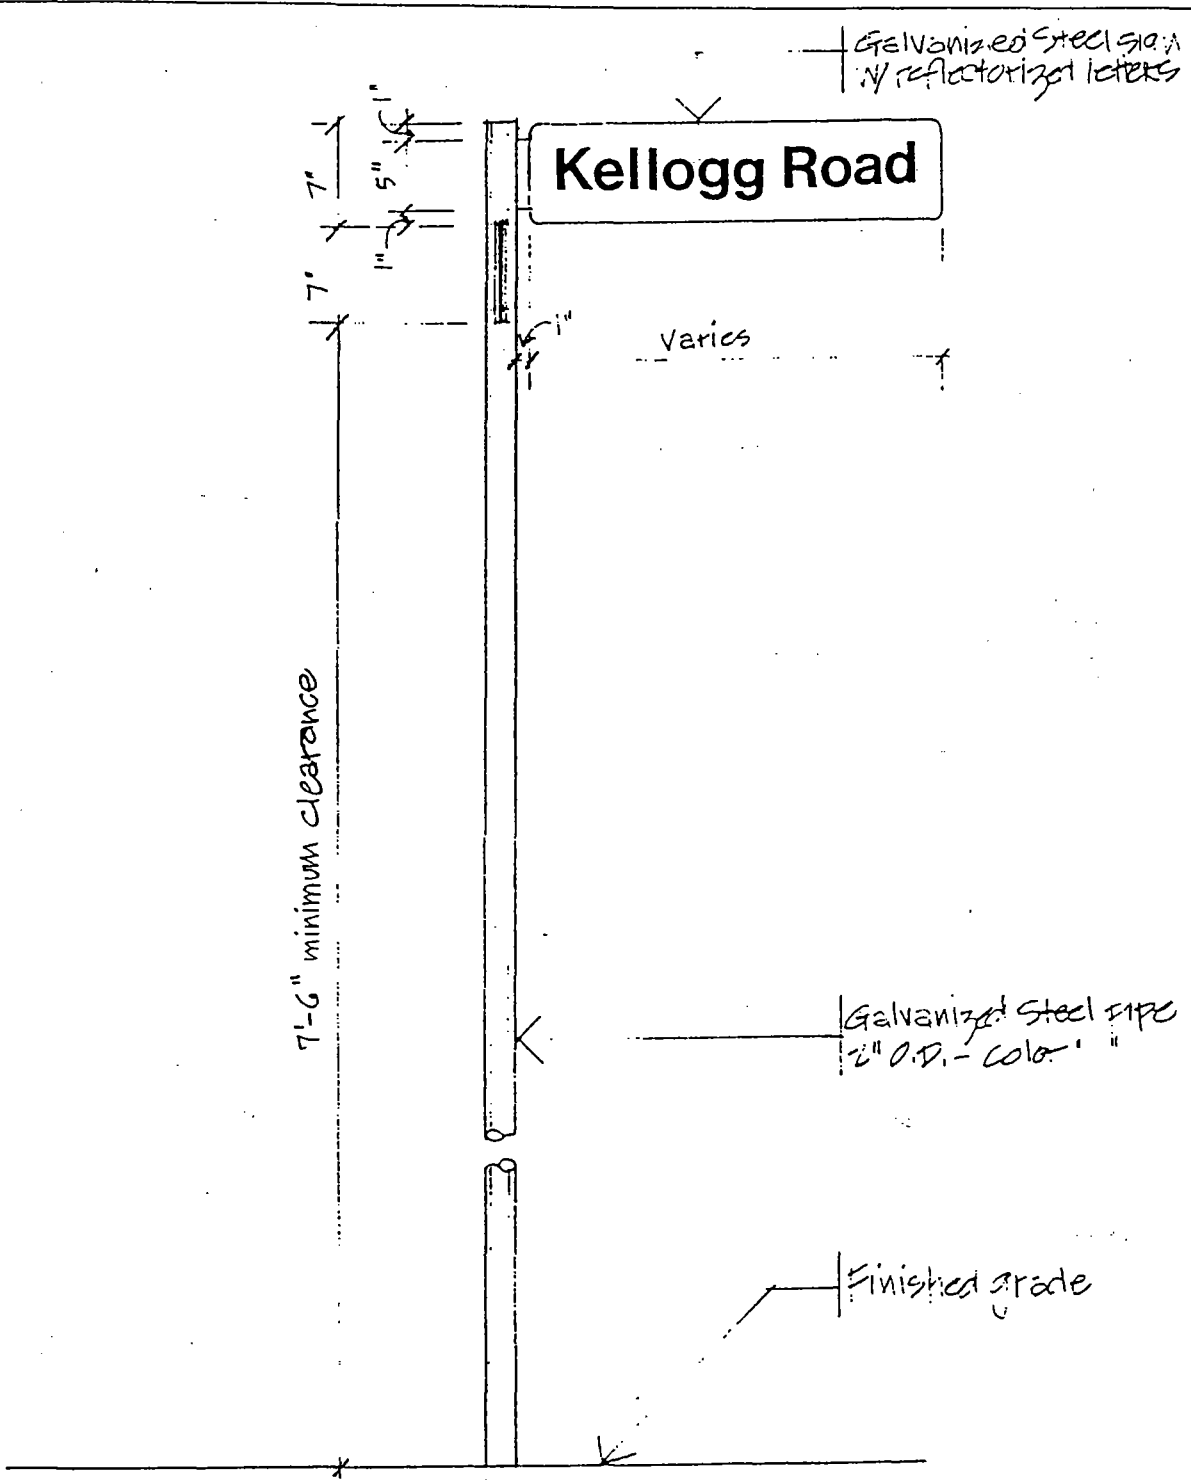 Galvanized Steel sign
w/ reflectorized letters
1"
7"
5"
1"
7"
Kellogg Road
1"
varies
7'-6" minimum clearance
Galvanized Steel Pipe
2" O.D. - Color " "
Finished grade